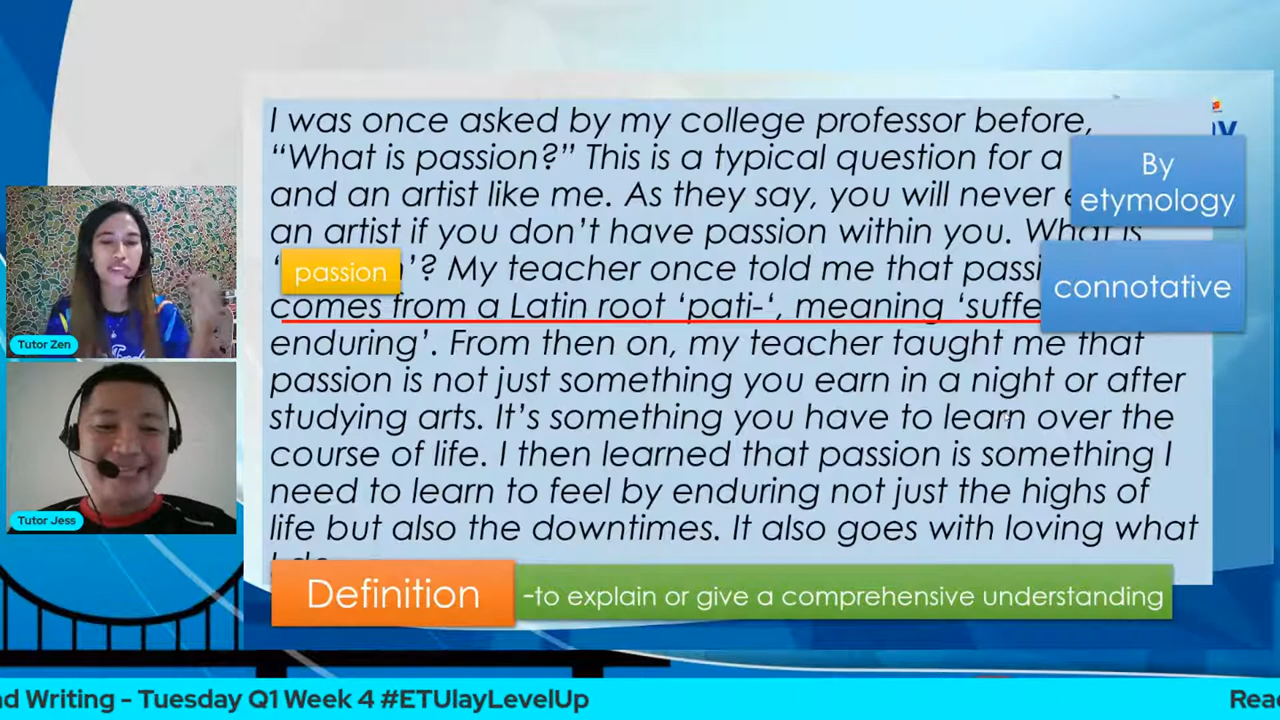 I was once asked by my college professor before,
“What is passion?” This is a typical question for a
By
etymology
and an artist like me. As they say, you will never
an artist if you don’t have passion within you. What is
passion
’? My teacher once told me that
connotative
comes from a Latin root ‘pati-‘, meaning
enduring’. From then on, my teacher taught me that
passion is not just something you earn in a night or after
studying arts. It’s something you have to learn over the
course of life. I then learned that passion is something I
need to learn to feel by enduring not just the highs of
life but also the downtimes. It also goes with loving what
Definition
-to explain or give a comprehensive understanding
Tutor Zen
Tutor Jess
Writing - Tuesday Q1 Week 4 #ETUlayLevelUp